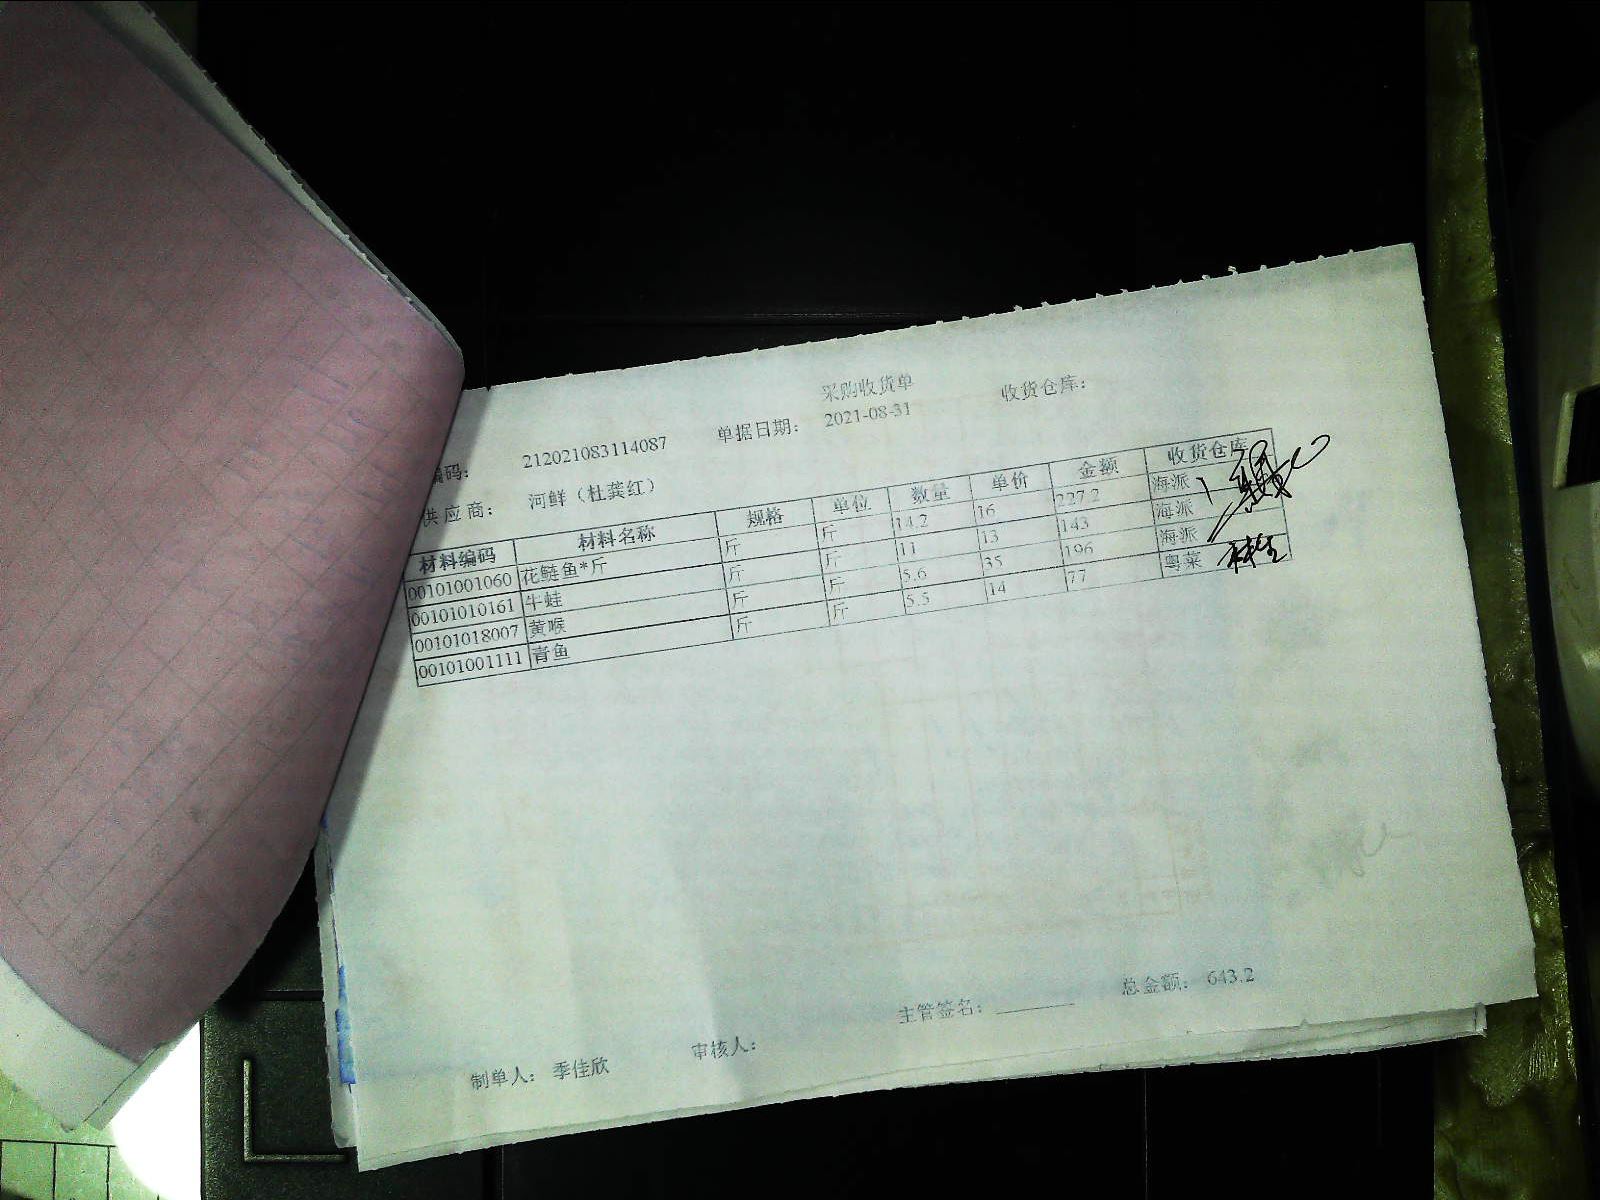 采购收货单
编码： 212021083114087 单据日期： 2021-08-31 收货仓库：
供应商： 河鲜（杜龚红）
材料编码 材料名称 规格 单位 数量 单价 金额 收货仓库
00101001060 花鲢鱼*斤 斤 斤 14.2 16 227.2 海派
00101010161 牛蛙 斤 斤 11 13 143 海派
00101018007 黄喉 斤 斤 5.6 35 196 海派
00101001111 青鱼 斤 斤 5.5 14 77 粤菜
制单人： 季佳欣 审核人： 主管签名： 总金额： 643.2